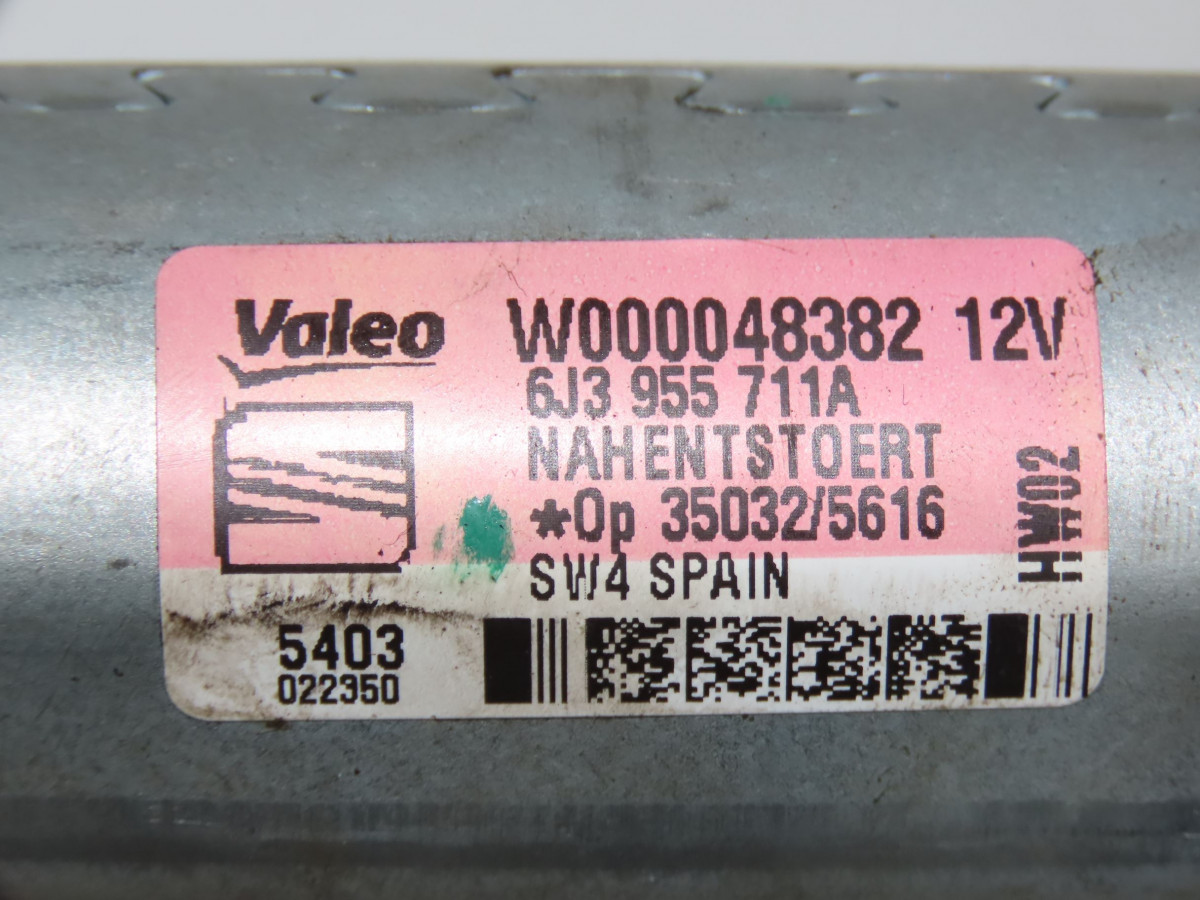 Valeo
W000048382 12V
6J3 955 711A
NAHENTSTOERT
*Op 35032/5616
SW4 SPAIN
HW02
5403
022350